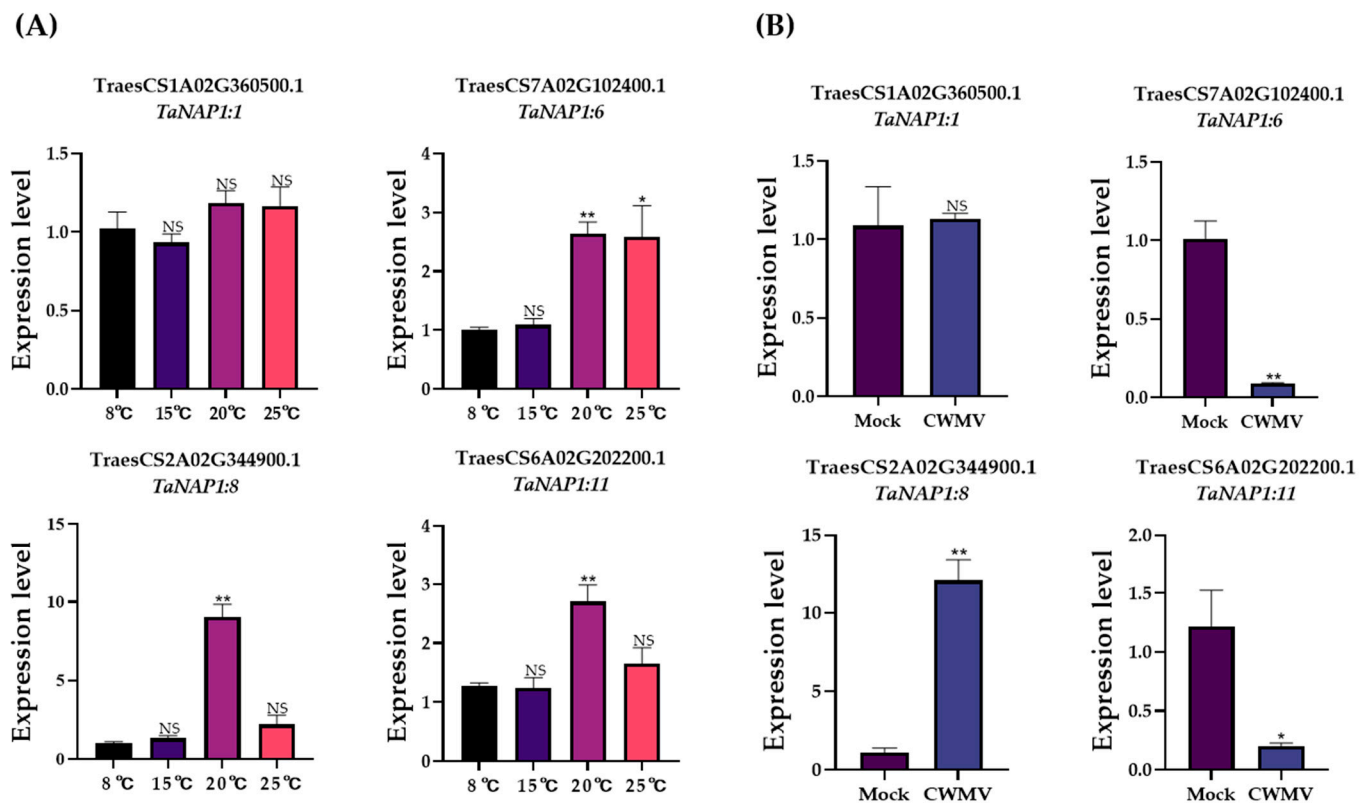 (A)
TraesCS1A02G360500.1
TaNAP1:1
Expression level
1.5
1.0
0.5
0.0
NS
NS
NS
8℃
15℃
20℃
25℃
TraesCS7A02G102400.1
TaNAP1:6
Expression level
4
3
2
1
0
NS
**
*
8℃
15℃
20℃
25℃
TraesCS2A02G344900.1
TaNAP1:8
Expression level
15
10
5
0
NS
**
NS
8℃
15℃
20℃
25℃
TraesCS6A02G202200.1
TaNAP1:11
Expression level
4
3
2
1
0
NS
**
NS
8℃
15℃
20℃
25℃
(B)
TraesCS1A02G360500.1
TaNAP1:1
Expression level
1.5
1.0
0.5
0.0
NS
Mock
CWMV
TraesCS7A02G102400.1
TaNAP1:6
Expression level
1.5
1.0
0.5
0.0
**
Mock
CWMV
TraesCS2A02G344900.1
TaNAP1:8
Expression level
15
10
5
0
**
Mock
CWMV
TraesCS6A02G202200.1
TaNAP1:11
Expression level
2.0
1.5
1.0
0.5
0.0
*
Mock
CWMV